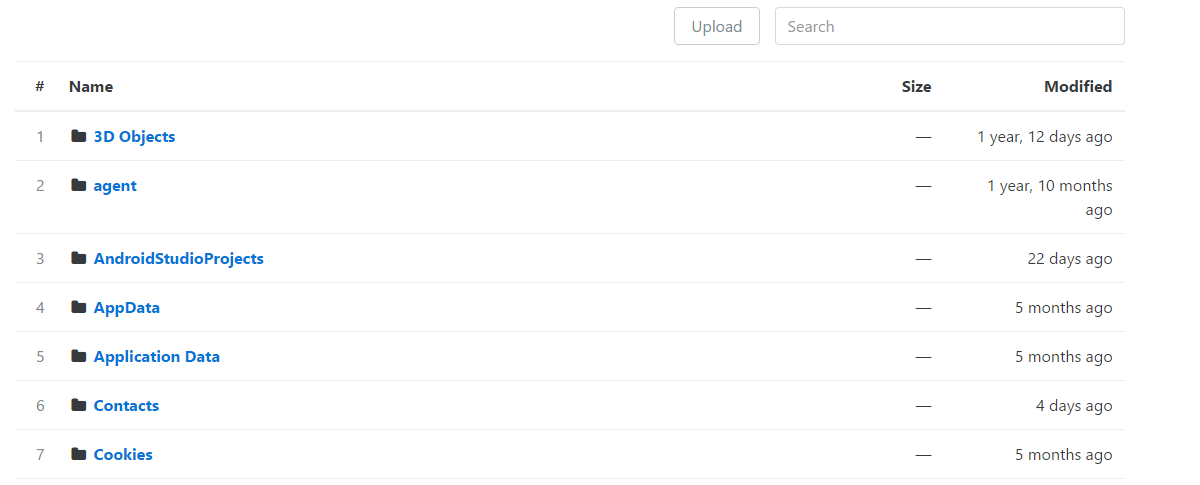 Upload Search
# Name Size Modified
1 3D Objects — 1 year, 12 days ago
2 agent — 1 year, 10 months
ago
3 AndroidStudioProjects — 22 days ago
4 AppData — 5 months ago
5 Application Data — 5 months ago
6 Contacts — 4 days ago
7 Cookies — 5 months ago